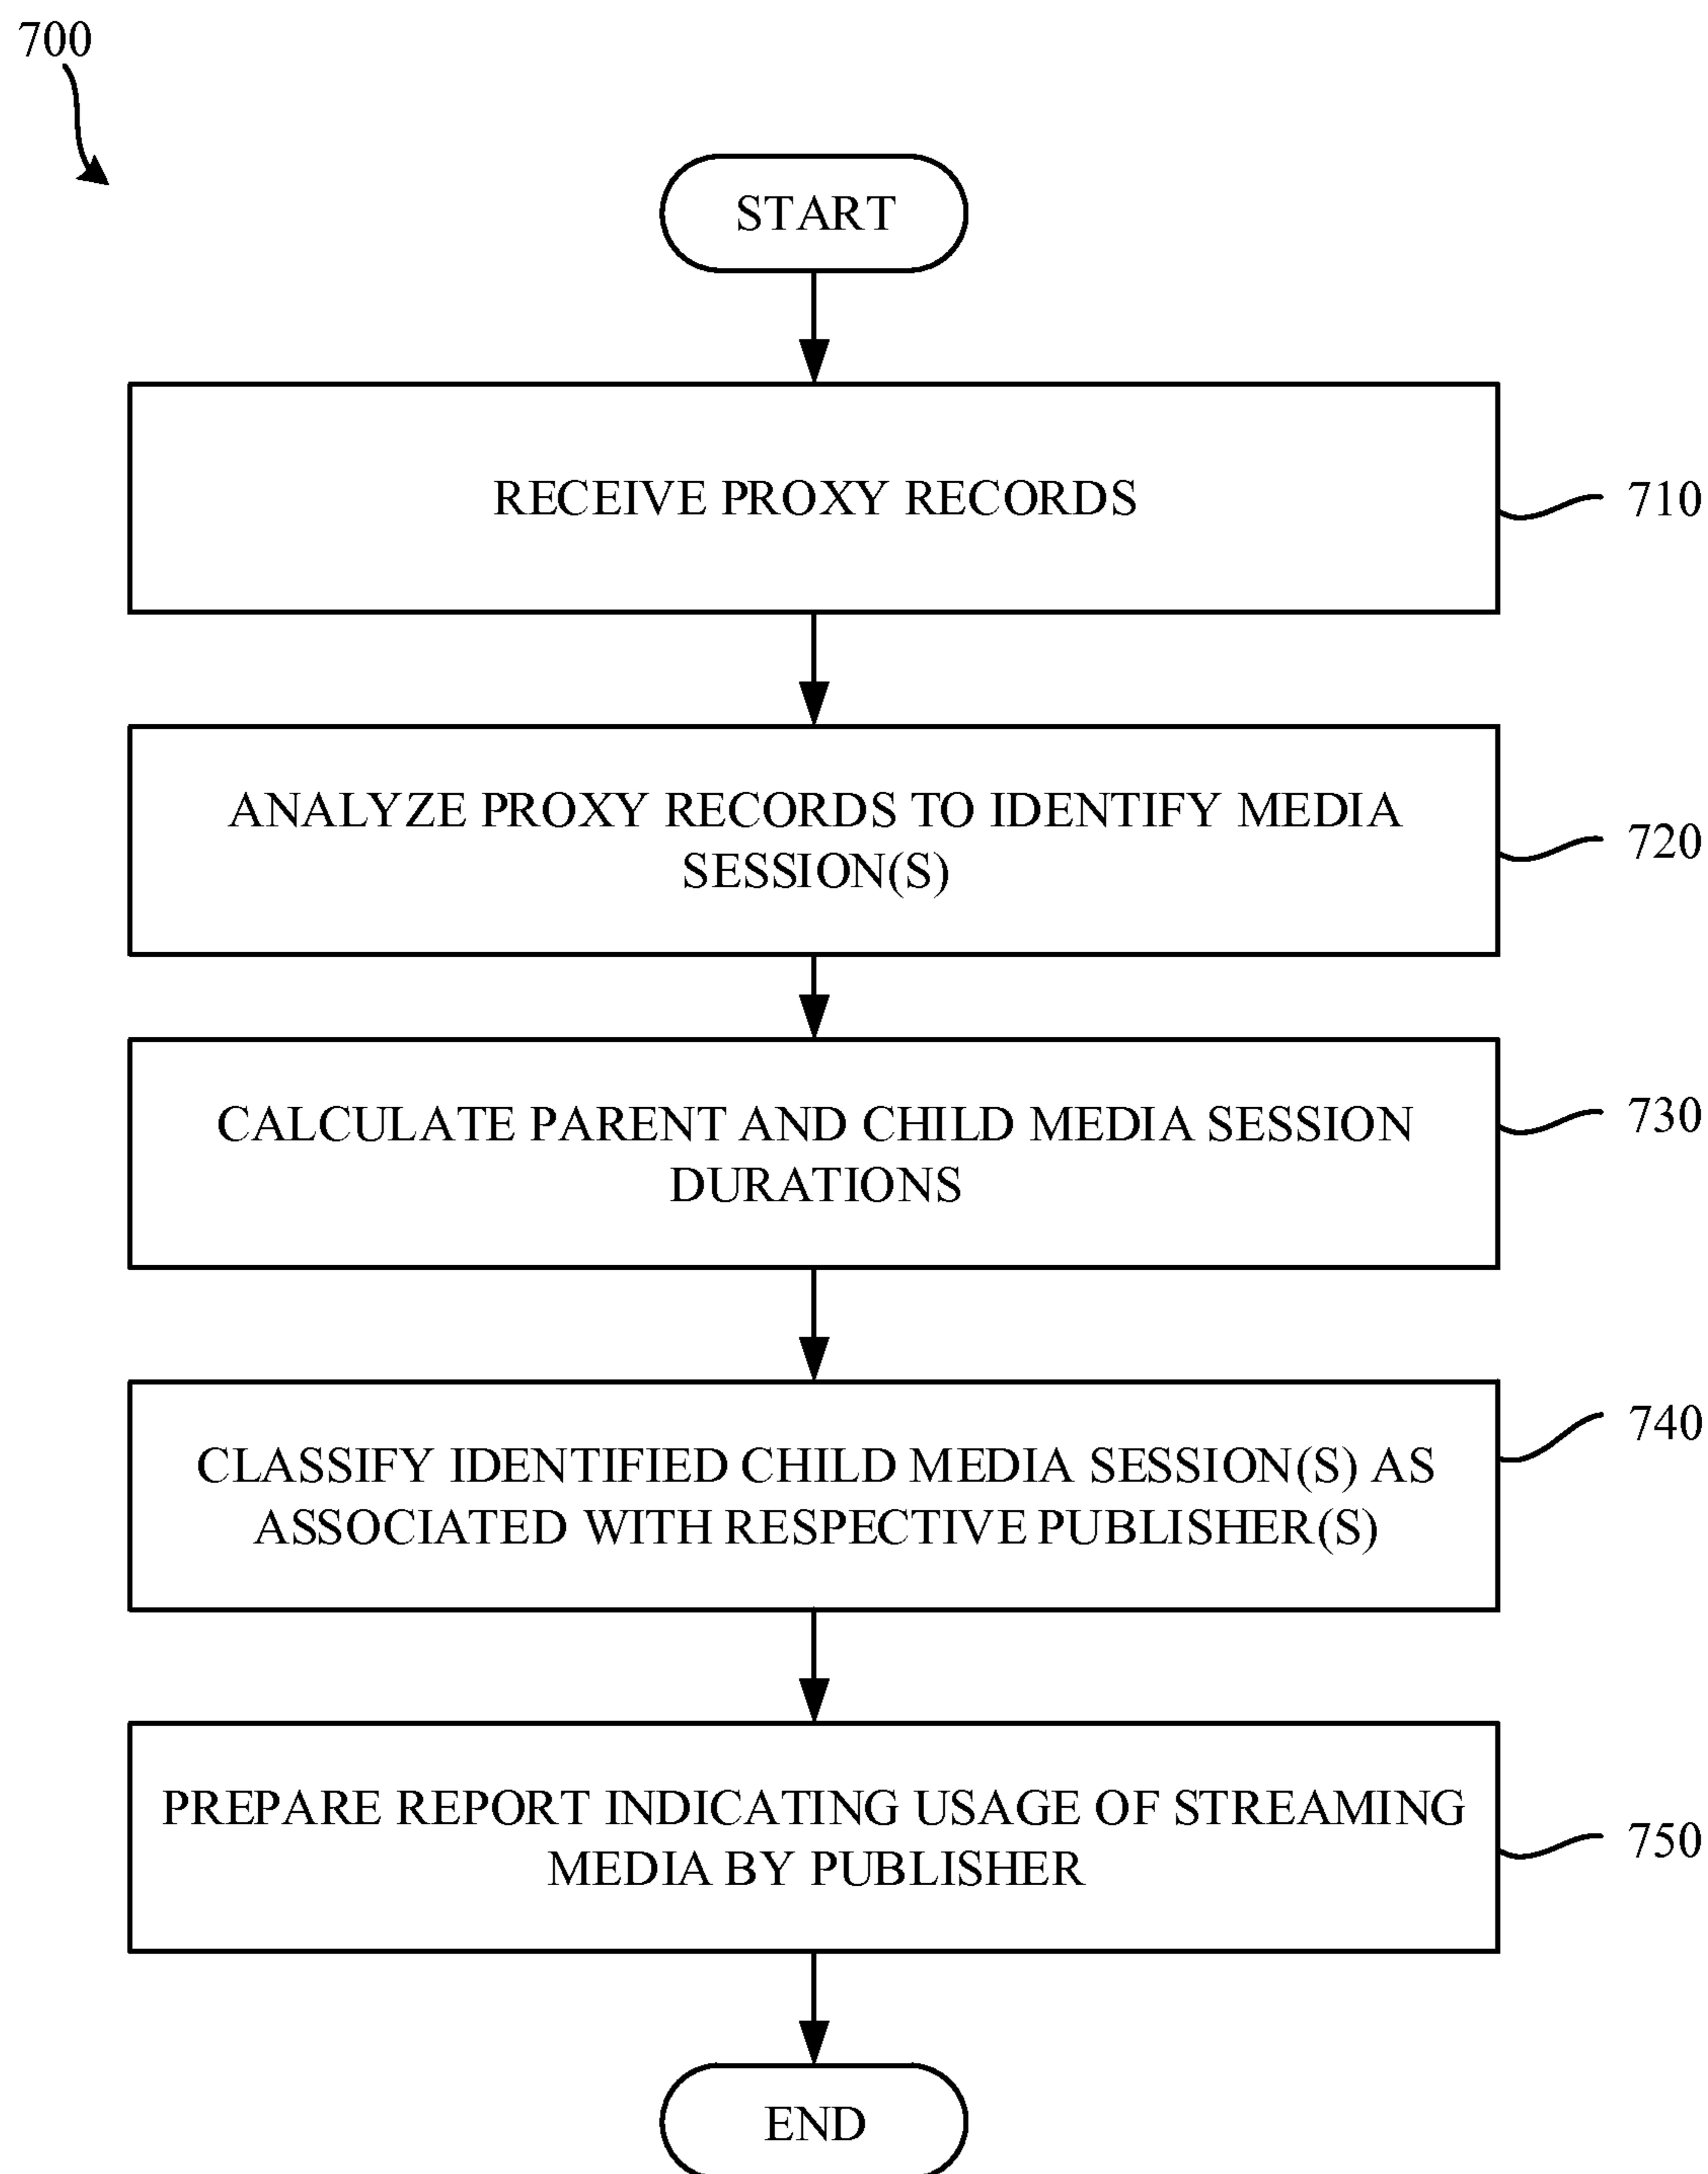 700
START
RECEIVE PROXY RECORDS
710
ANALYZE PROXY RECORDS TO IDENTIFY MEDIA
SESSION(S)
720
CALCULATE PARENT AND CHILD MEDIA SESSION
DURATIONS
730
CLASSIFY IDENTIFIED CHILD MEDIA SESSION(S) AS
ASSOCIATED WITH RESPECTIVE PUBLISHER(S)
740
PREPARE REPORT INDICATING USAGE OF STREAMING
MEDIA BY PUBLISHER
750
END